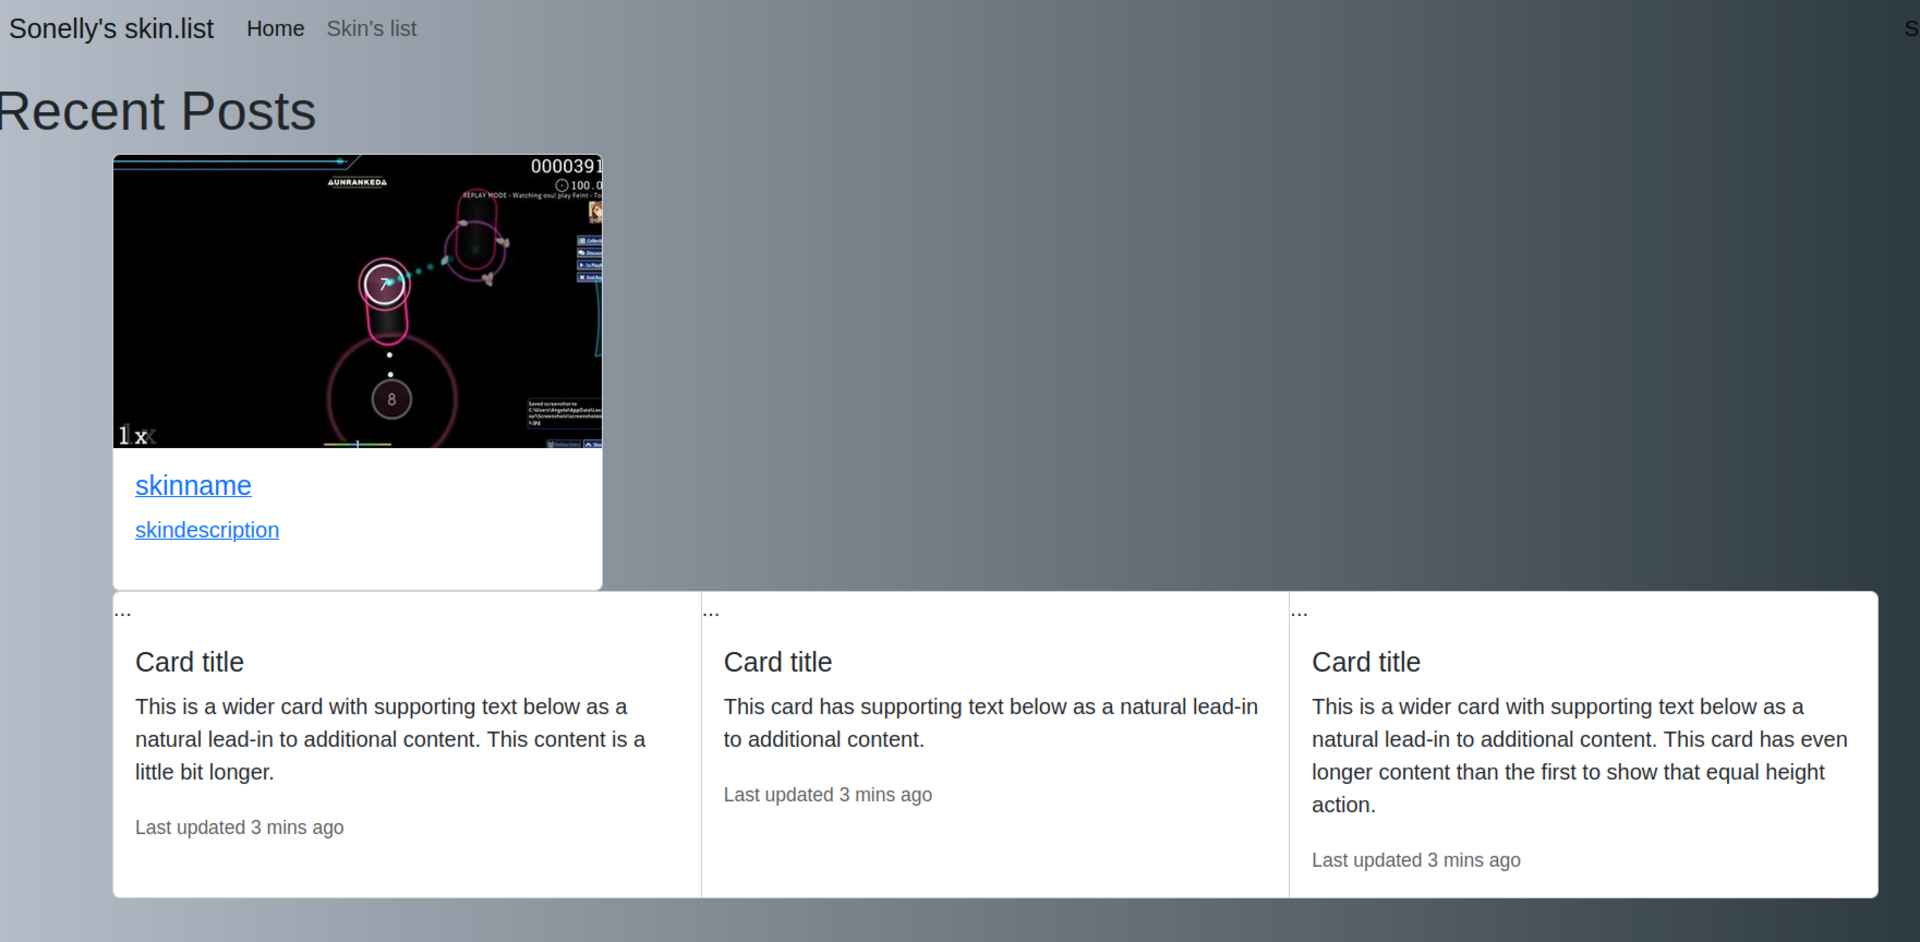 Sonelly's skin.list Home Skin's list S
Recent Posts
0000391
100.0
UNRANKED
REPLAY MODE - Watching osu! play Feint - To
7
8
Saved screenshot to
1x
skinname
skindescription
... ... ...
Card title
This is a wider card with supporting text below as a
natural lead-in to additional content. This content is a
little bit longer.
Last updated 3 mins ago
Card title
This card has supporting text below as a natural lead-in
to additional content.
Last updated 3 mins ago
Card title
This is a wider card with supporting text below as a
natural lead-in to additional content. This card has even
longer content than the first to show that equal height
action.
Last updated 3 mins ago